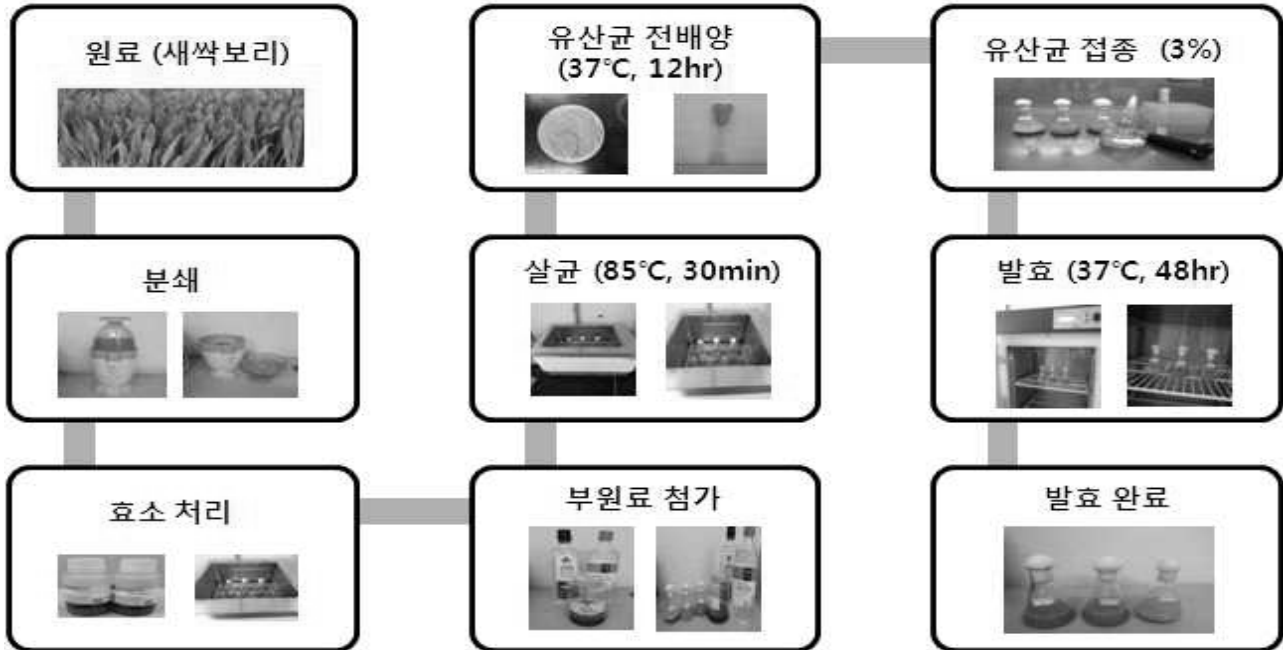 원료 (새싹보리)
분쇄
효소 처리
부원료 첨가
살균 (85℃, 30min)
유산균 전배양
(37℃, 12hr)
유산균 접종 (3%)
발효 (37℃, 48hr)
발효 완료